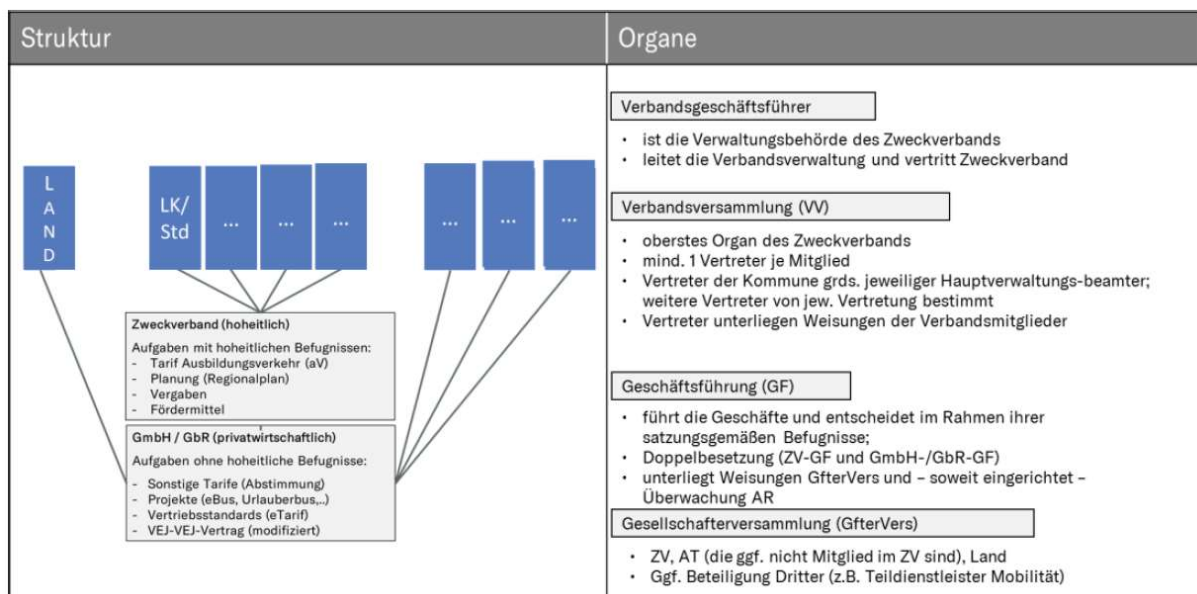 Struktur
Organe
L
A
N
D
LK/
Std
...
...
...
...
...
...
Zweckverband (hoheitlich)
Aufgaben mit hoheitlichen Befugnissen:
- Tarif Ausbildungsverkehr (aV)
- Planung (Regionalplan)
- Vergaben
- Fördermittel
GmbH / GbR (privatwirtschaftlich)
Aufgaben ohne hoheitliche Befugnisse:
- Sonstige Tarife (Abstimmung)
- Projekte (eBus, Urlauberbus,..)
- Vertriebsstandards (eTarif)
- VEJ-VEJ-Vertrag (modifiziert)
Verbandsgeschäftsführer
• ist die Verwaltungsbehörde des Zweckverbands
• leitet die Verbandsverwaltung und vertritt Zweckverband
Verbandsversammlung (VV)
• oberstes Organ des Zweckverbands
• mind. 1 Vertreter je Mitglied
• Vertreter der Kommune grds. jeweiliger Hauptverwaltungs-beamter;
weitere Vertreter von jew. Vertretung bestimmt
• Vertreter unterliegen Weisungen der Verbandsmitglieder
Geschäftsführung (GF)
• führt die Geschäfte und entscheidet im Rahmen ihrer
satzungsgemäßen Befugnisse;
• Doppelbesetzung (ZV-GF und GmbH-/GbR-GF)
• unterliegt Weisungen GfterVers und – soweit eingerichtet –
Überwachung AR
Gesellschafterversammlung (GfterVers)
• ZV, AT (die ggf. nicht Mitglied im ZV sind), Land
• Ggf. Beteiligung Dritter (z.B. Teildienstleister Mobilität)